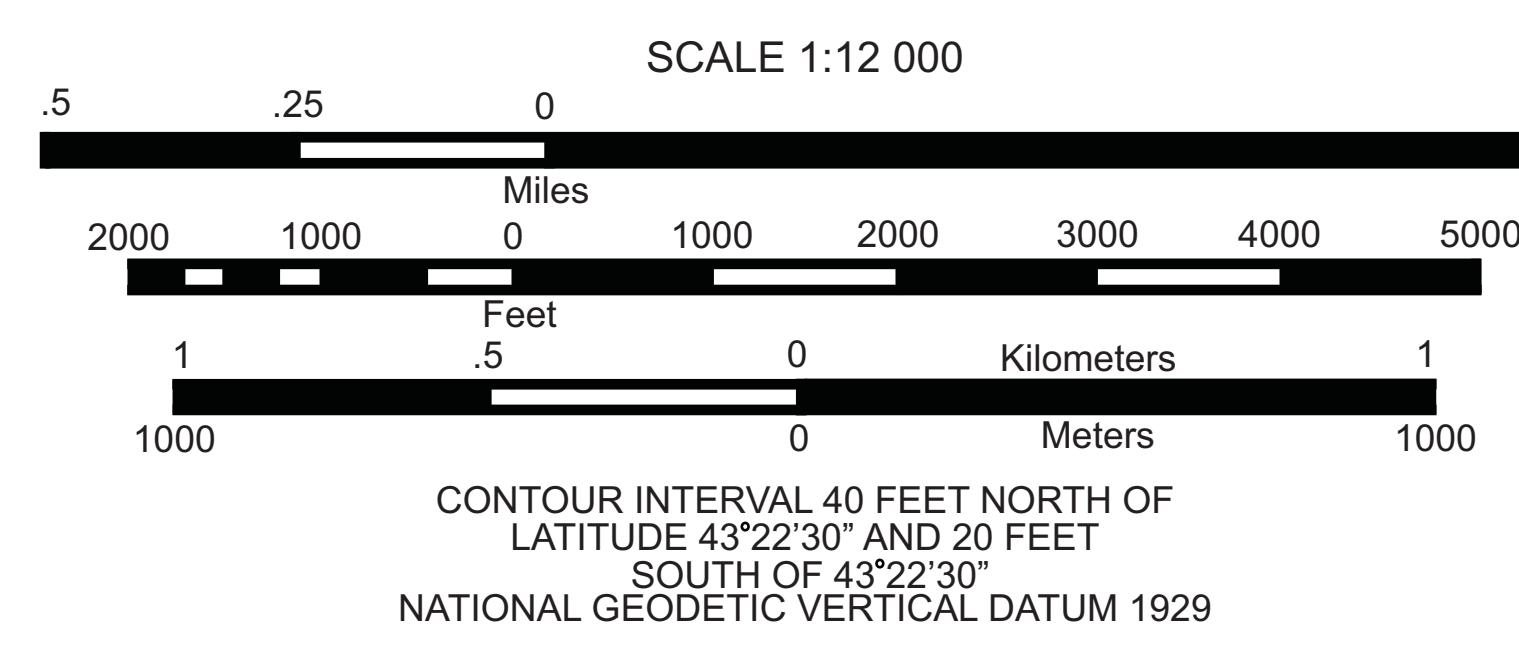 SCALE 1:12 000
.5 .25 0
Miles
2000 1000 0 1000 2000 3000 4000 5000
Feet
1 .5 0 Kilometers 1
1000 0 Meters 1000
CONTOUR INTERVAL 40 FEET NORTH OF
LATITUDE 43°22’30” AND 20 FEET
SOUTH OF 43°22’30”
NATIONAL GEODETIC VERTICAL DATUM 1929